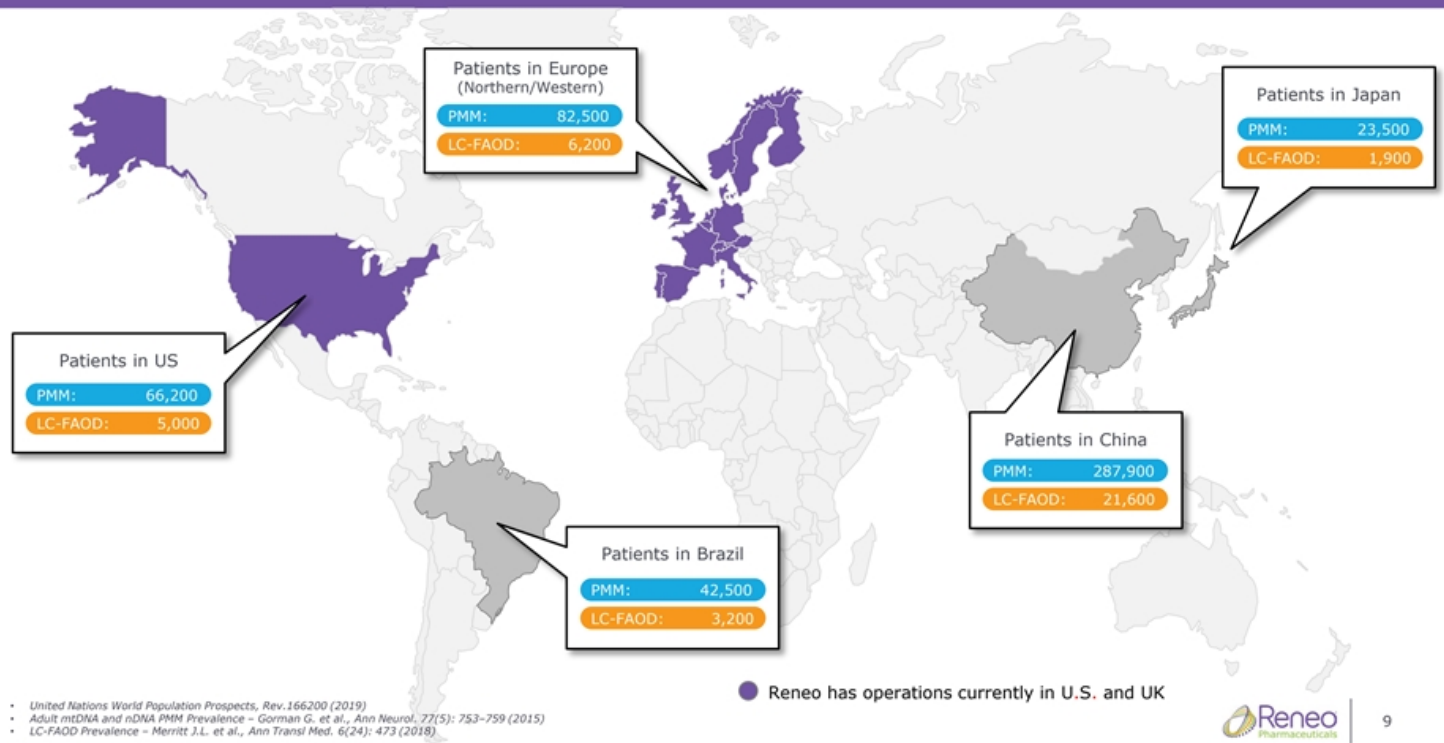 Patients in Europe
(Northern/Western)
PMM: 82,500
LC-FAOD: 6,200
Patients in Japan
PMM: 23,500
LC-FAOD: 1,900
Patients in US
PMM: 66,200
LC-FAOD: 5,000
Patients in China
PMM: 287,900
LC-FAOD: 21,600
Patients in Brazil
PMM: 42,500
LC-FAOD: 3,200
Reneo has operations currently in U.S. and UK
• United Nations World Population Prospects, Rev.166200 (2019)
• Adult mtDNA and nDNA PMM Prevalence – Gorman G. et al., Ann Neurol. 77(5): 753–759 (2015)
• LC-FAOD Prevalence – Merritt J.L. et al., Ann Transl Med. 6(24): 473 (2018)
Reneo
Pharmaceuticals
9